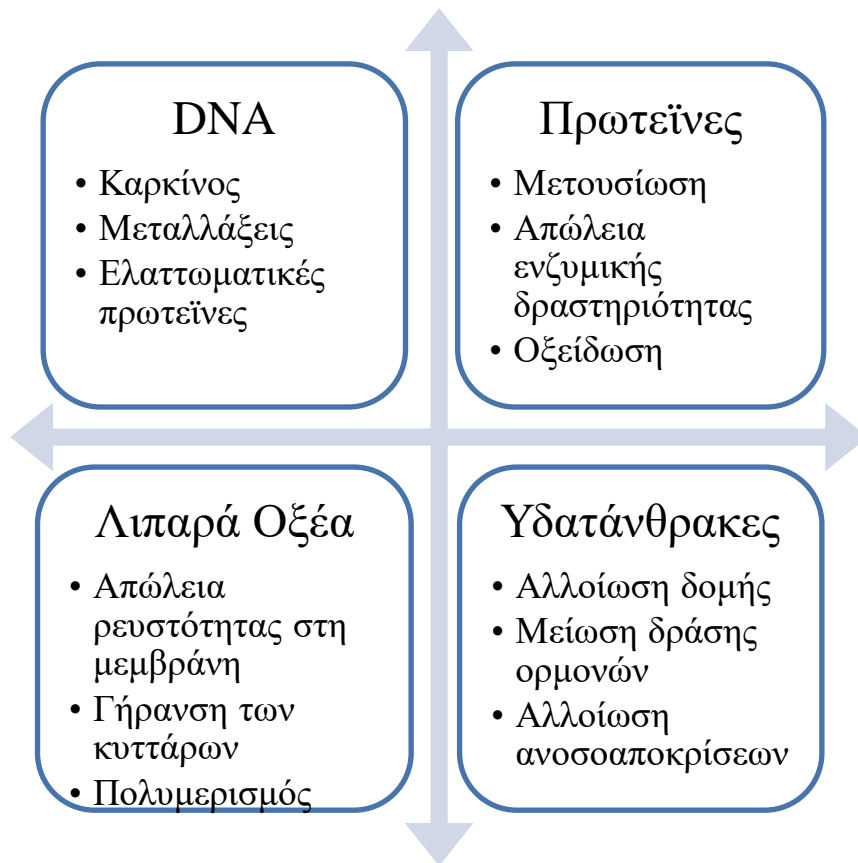 DNA
• Καρκίνος
• Μεταλλάξεις
• Ελαττωματικές
πρωτεϊνες
Πρωτεϊνες
• Μετουσίωση
• Απώλεια
ενζυμικής
δραστηριότητας
• Οξείδωση
Λιπαρά Οξέα
• Απώλεια
ρευστότητας στη
μεμβράνη
• Γήρανση των
κυττάρων
• Πολυμερισμός
Υδατάνθρακες
• Αλλοίωση δομής
• Μείωση δράσης
ορμονών
• Αλλοίωση
ανοσοαποκρίσεων